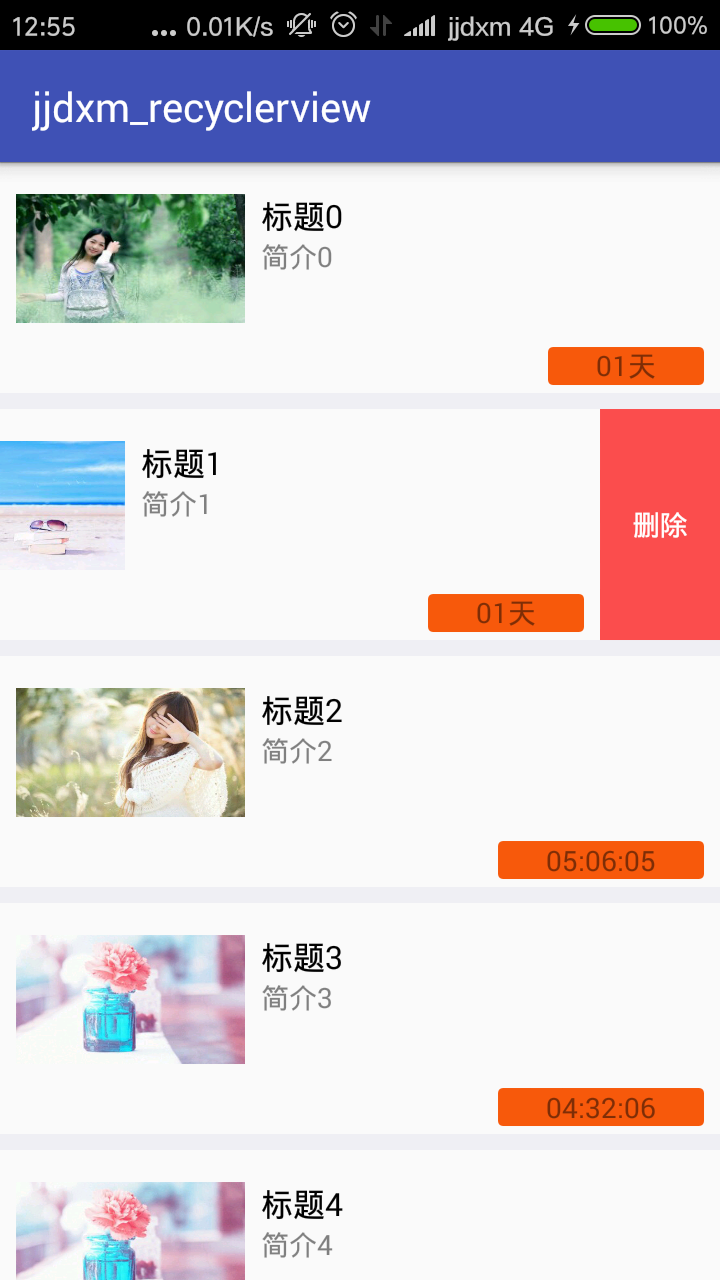 12:55 ... 0.01K/s jjdxm 4G 100%
jjdxm_recyclerview
标题0
简介0
01天
标题1
简介1
删除
01天
标题2
简介2
05:06:05
标题3
简介3
04:32:06
标题4
简介4